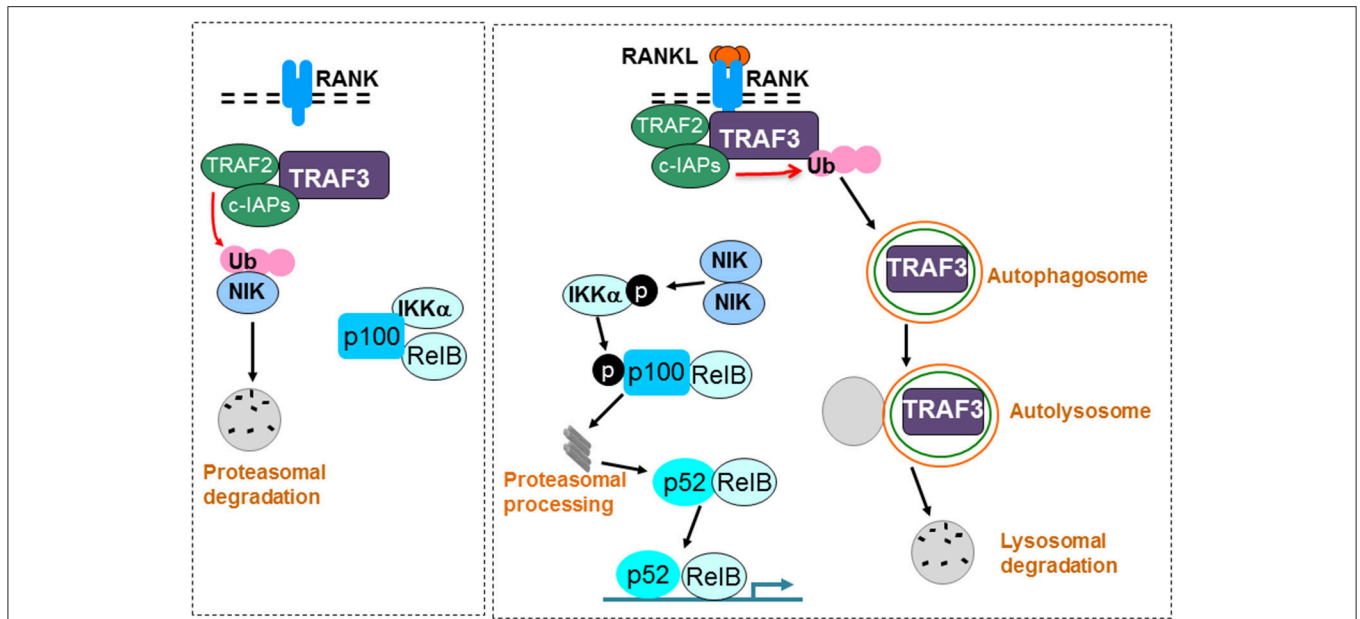 RANK
TRAF2
TRAF3
c-IAPs
Ub
NIK
IKKα
p100
RelB
Proteasomal
degradation
RANKL
RANK
TRAF2
TRAF3
c-IAPs
Ub
NIK
NIK
IKKα
p
p
p100
RelB
Proteasomal
processing
p52
RelB
p52
RelB
TRAF3
Autophagosome
TRAF3
Autolysosome
Lysosomal
degradation